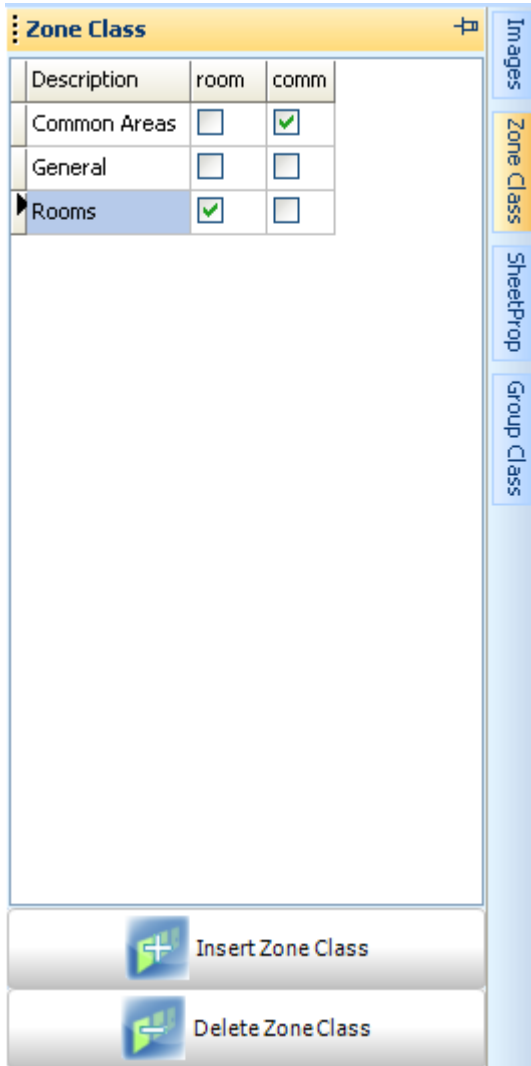 Zone Class
Description room comm
Common Areas
General
Rooms
Insert Zone Class
Delete Zone Class
Images
Zone Class
SheetProp
Group Class